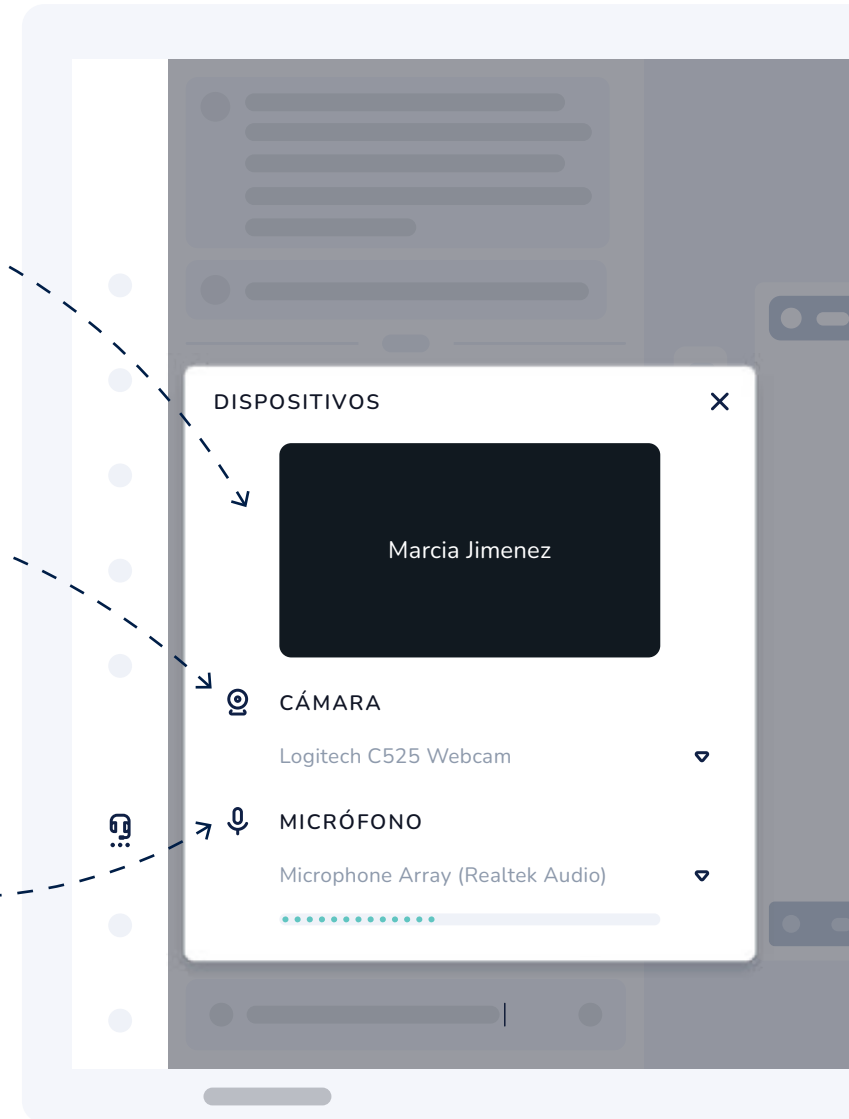 DISPOSITIVOS
Marcia Jimenez
CÁMARA
Logitech C525 Webcam
MICRÓFONO
Microphone Array (Realtek Audio)